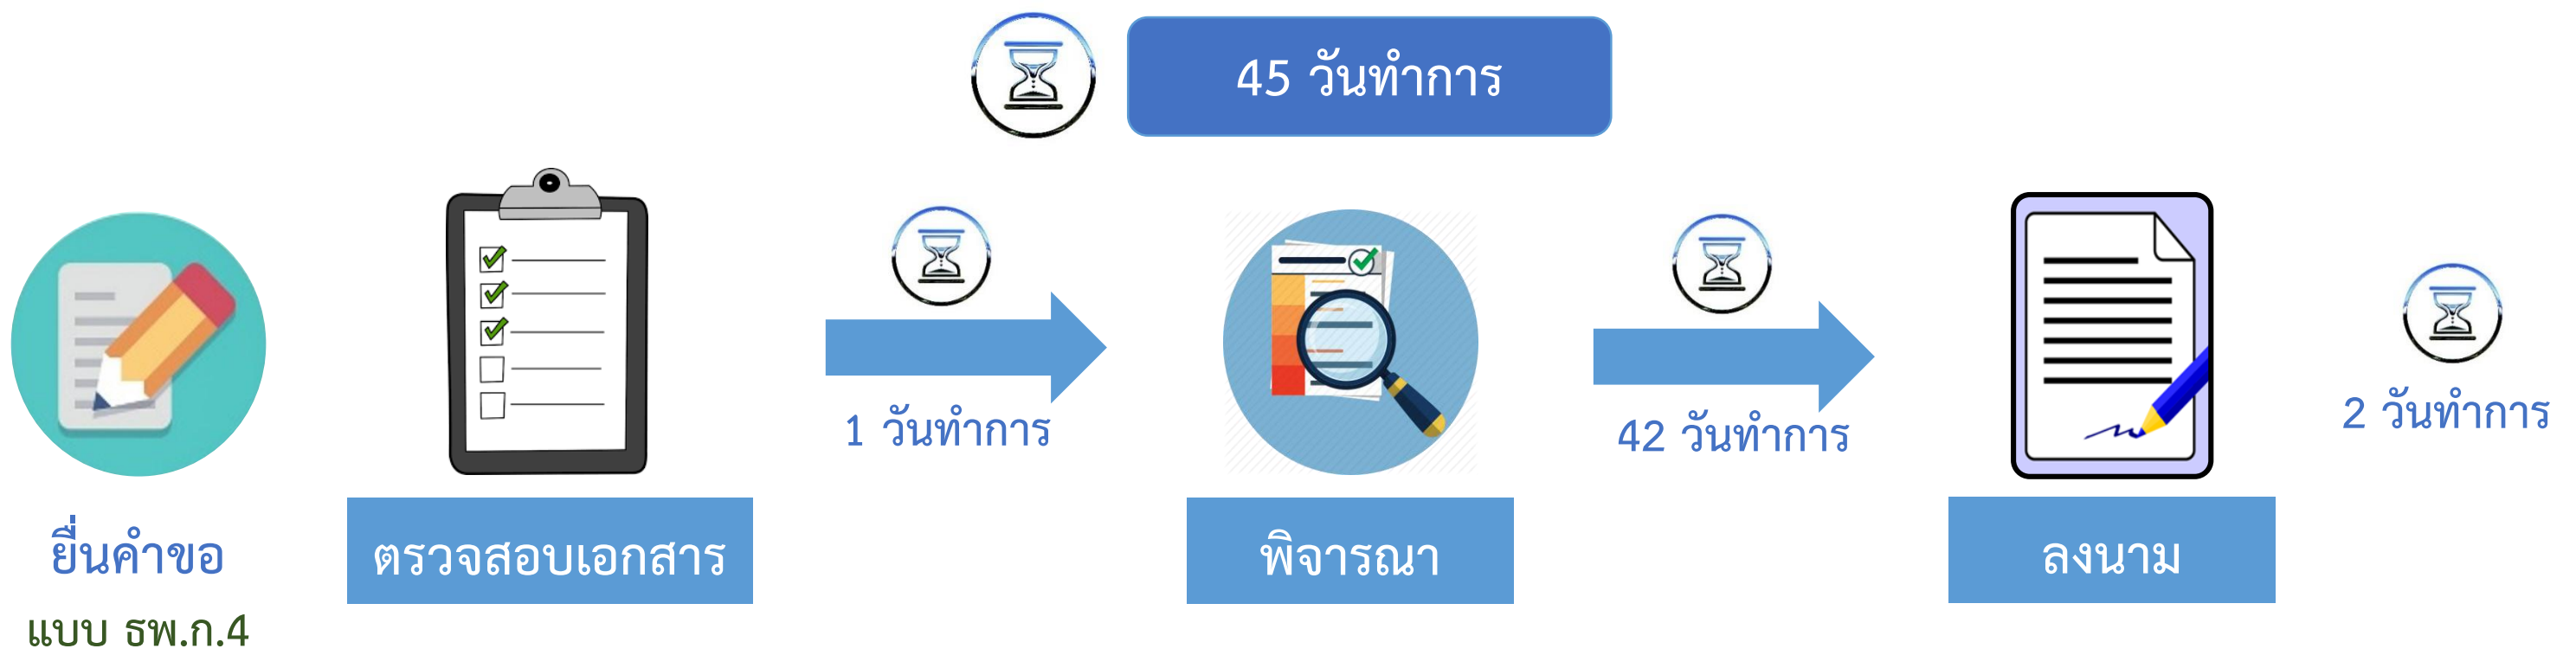 45 วันทำการ
1 วันทำการ
42 วันทำการ
2 วันทำการ
ยื่นคำขอ
แบบ ธพ.ก.4
ตรวจสอบเอกสาร
พิจารณา
ลงนาม